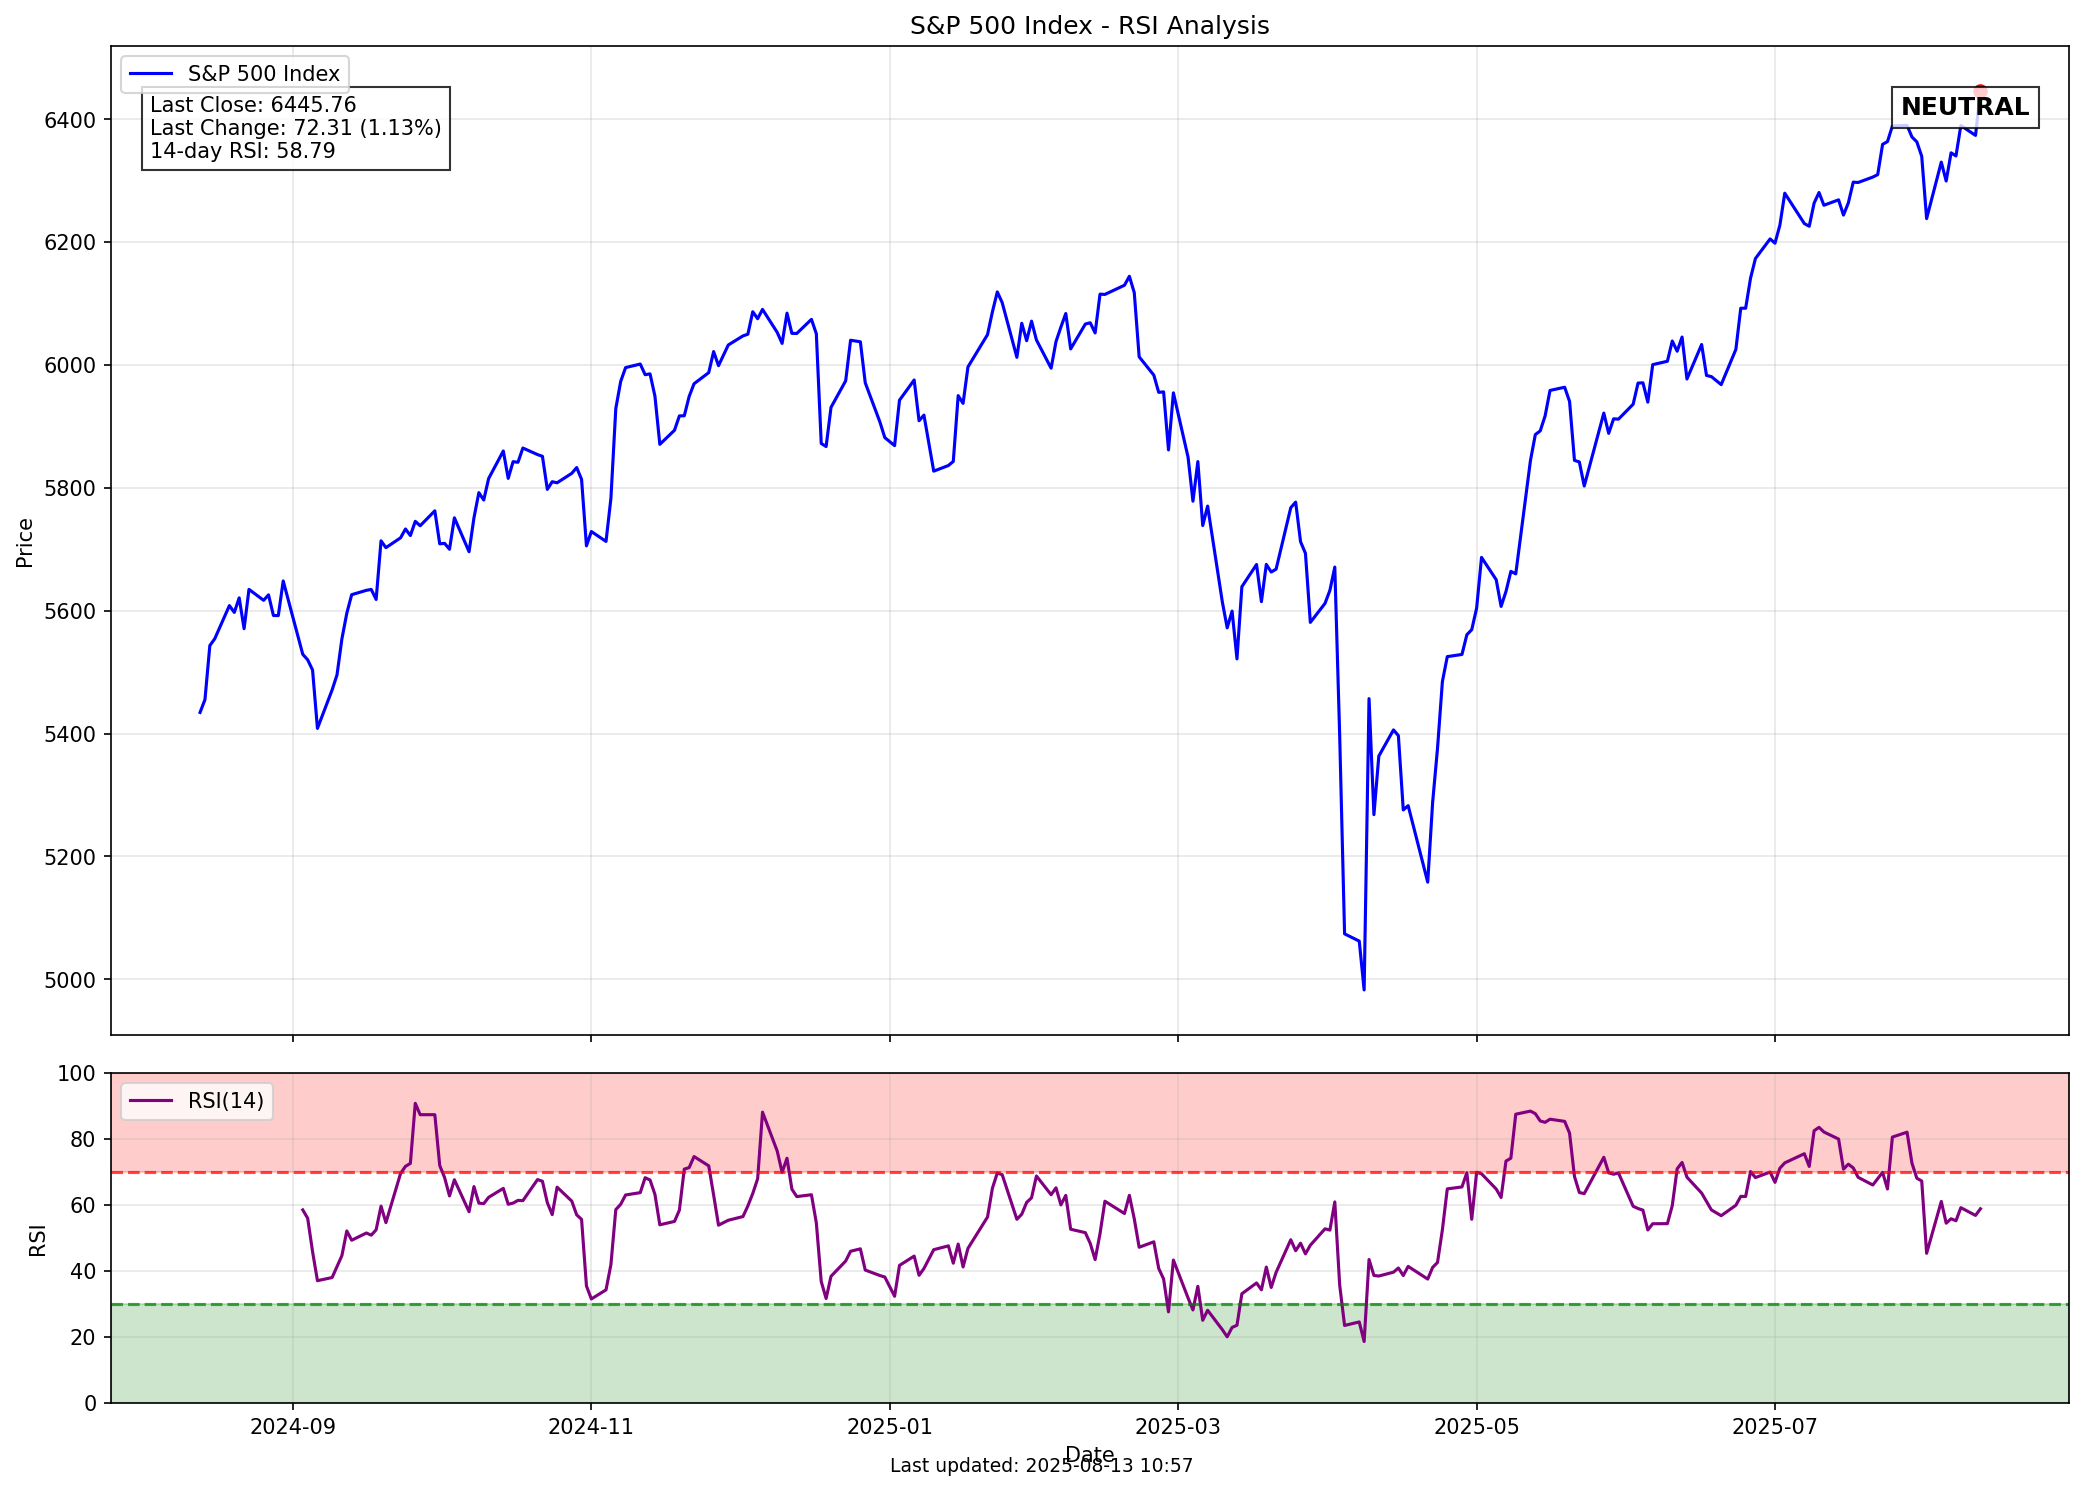 S&P 500 Index - RSI Analysis
S&P 500 Index
Last Close: 6445.76
Last Change: 72.31 (1.13%)
14-day RSI: 58.79
NEUTRAL
Price
6400
6200
6000
5800
5600
5400
5200
5000
RSI(14)
RSI
100
80
60
40
20
0
2024-09
2024-11
2025-01
2025-03
2025-05
2025-07
Date
Last updated: 2025-08-13 10:57